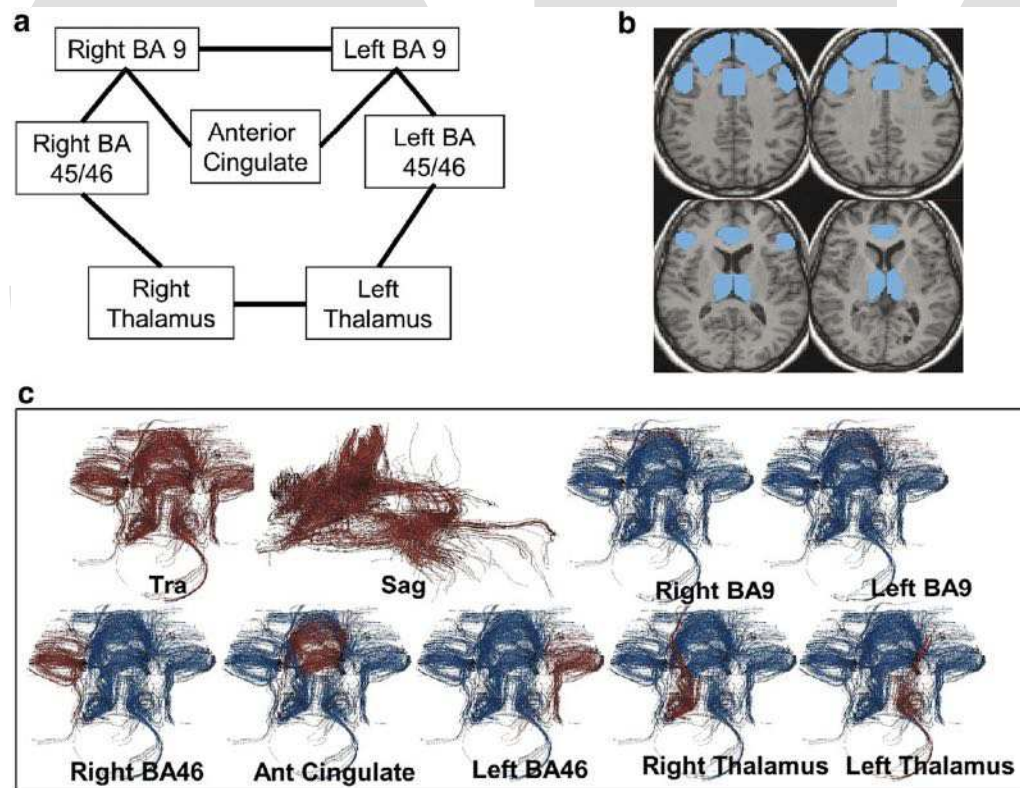 a
b
Right BA 9
Left BA 9
Right BA
45/46
Anterior
Cingulate
Left BA
45/46
Right
Thalamus
Left
Thalamus
c
Tra
Sag
Right BA9
Left BA9
Right BA46
Ant Cingulate
Left BA46
Right Thalamus
Left Thalamus